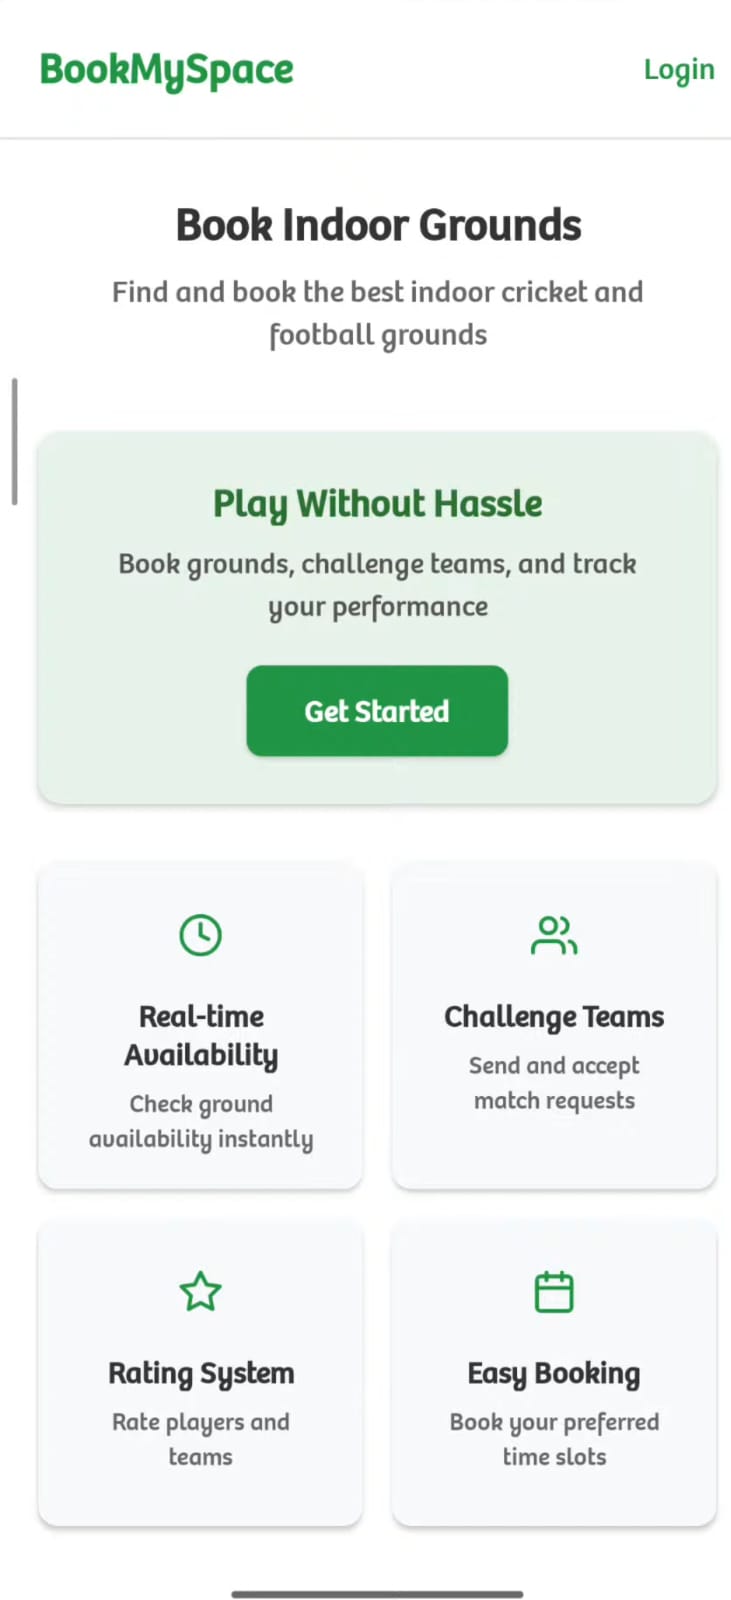 BookMySpace
Login
Book Indoor Grounds
Find and book the best indoor cricket and
football grounds
Play Without Hassle
Book grounds, challenge teams, and track
your performance
Get Started
Real-time
Availability
Check ground
availability instantly
Challenge Teams
Send and accept
match requests
Rating System
Rate players and
teams
Easy Booking
Book your preferred
time slots